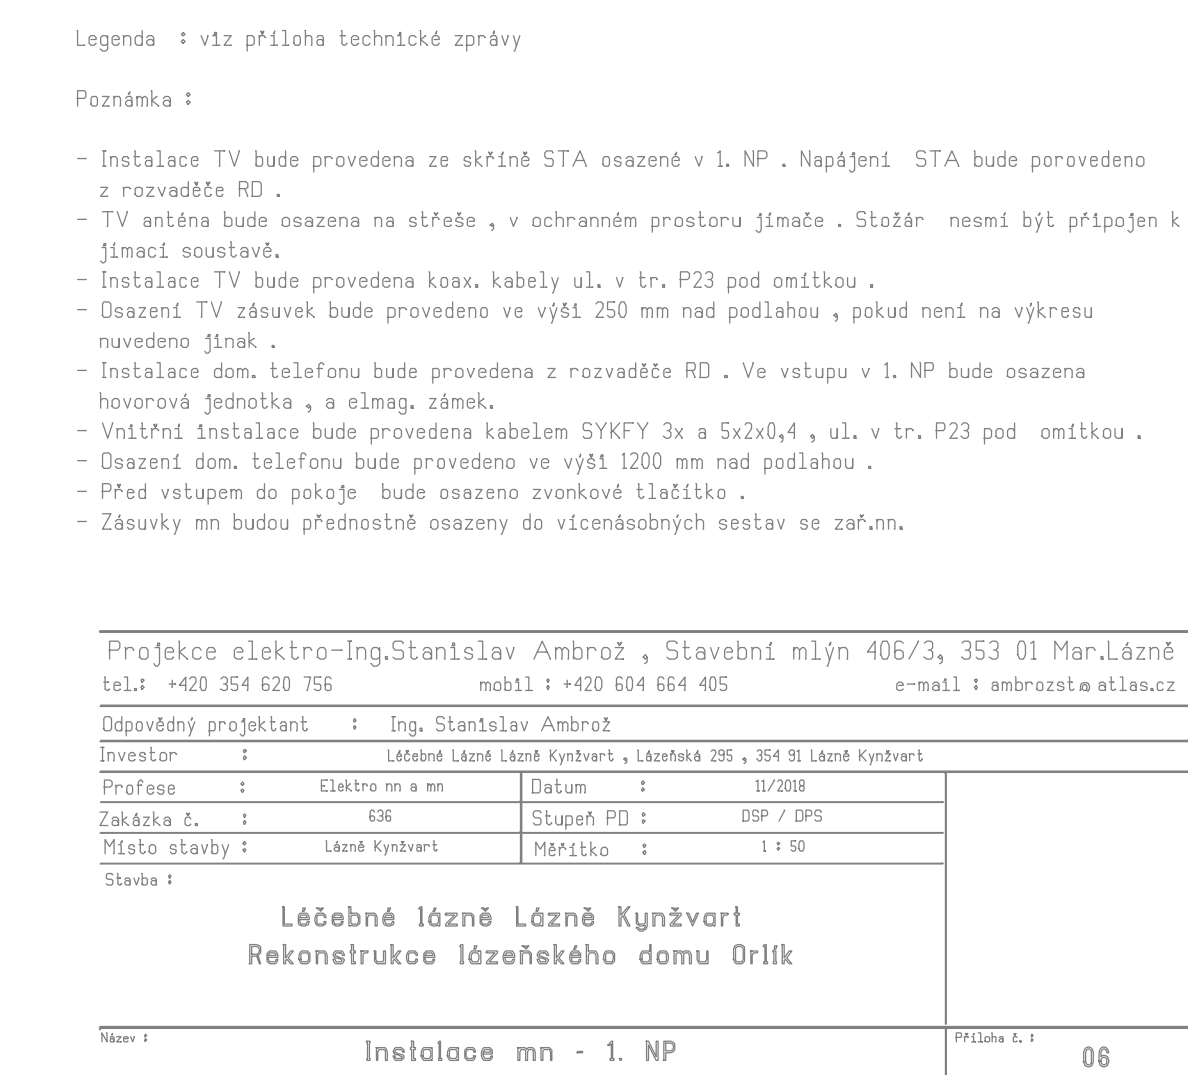 Legenda : viz příloha technické zprávy
Poznámka :
- Instalace TV bude provedena ze skříně STA osazené v 1. NP . Napájení STA bude porovedeno
z rozvaděče RD .
- TV anténa bude osazena na střeše , v ochranném prostoru jímače . Stožár nesmí být připojen k
jímací soustavě.
- Instalace TV bude provedena koax. kabely ul. v tr. P23 pod omítkou .
- Osazení TV zásuvek bude provedeno ve výši 250 mm nad podlahou , pokud není na výkresu
nuvedeno jinak .
- Instalace dom. telefonu bude provedena z rozvaděče RD . Ve vstupu v 1. NP bude osazena
hovorová jednotka , a elmag. zámek.
- Vnitřní instalace bude provedena kabelem SYKFY 3x a 5x2x0,4 , ul. v tr. P23 pod omítkou .
- Osazení dom. telefonu bude provedeno ve výši 1200 mm nad podlahou .
- Před vstupem do pokoje bude osazeno zvonkové tlačítko .
- Zásuvky mn budou přednostně osazeny do vícenásobných sestav se zař.nn.
Projekce elektro-Ing.Stanislav Ambrož , Stavební mlýn 406/3, 353 01 Mar.Lázně
tel.: +420 354 620 756 mobil : +420 604 664 405 e-mail : ambrozst@atlas.cz
Odpovědný projektant : Ing. Stanislav Ambrož
Investor : Léčebné Lázně Lázně Kynžvart , Lázeňská 295 , 354 91 Lázně Kynžvart
Profese : Elektro nn a mn Datum : 11/2018
Zakázka č. : 636 Stupeň PD : DSP / DPS
Místo stavby : Lázně Kynžvart Měřítko : 1 : 50
Stavba :
Léčebné lázně Lázně Kynžvart
Rekonstrukce lázeňského domu Orlík
Název : Příloha č. :
Instalace mn - 1. NP 06